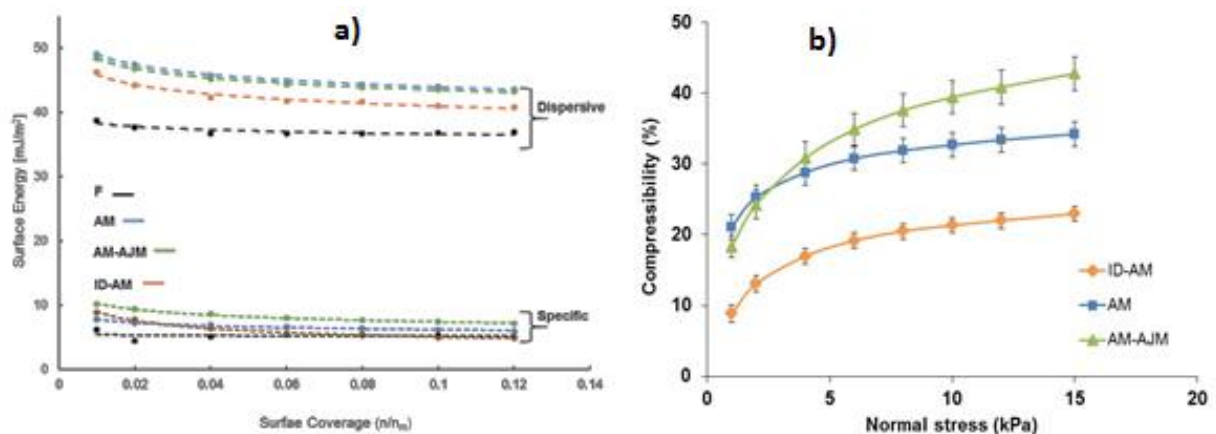 a)
Surface Energy [mJ/m²]
50
40
30
20
10
0
Dispersive
F
AM
AM-AJM
ID-AM
Specific
0 0.02 0.04 0.06 0.08 0.1 0.12 0.14
Surfae Coverage (n/nₘ)
b)
Compressibility (%)
50
40
30
20
10
0
ID-AM
AM
AM-AJM
0 5 10 15 20
Normal stress (kPa)